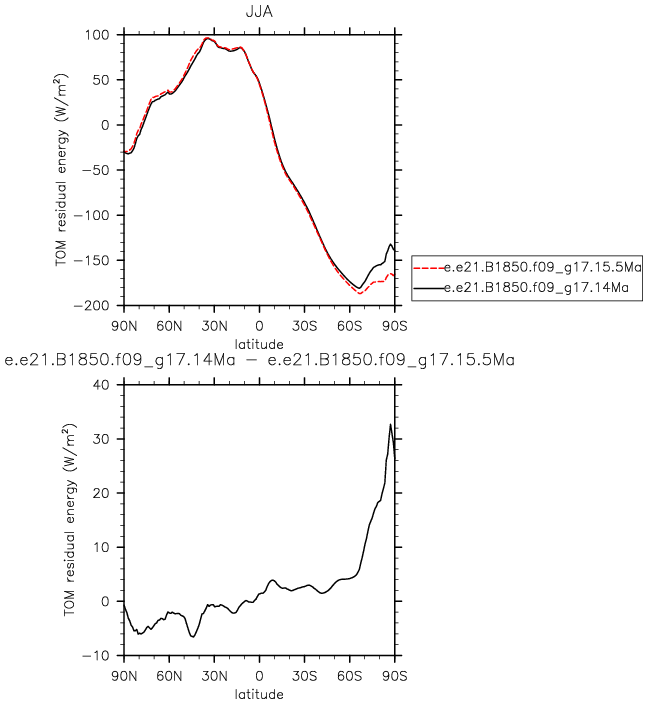 JJA
TOM residual energy (W/m²)
100
50
0
−50
−100
−150
−200
90N 60N 30N 0 30S 60S 90S
latitude
e.e21.B1850.f09_g17.15.5Ma
e.e21.B1850.f09_g17.14Ma
e.e21.B1850.f09_g17.14Ma − e.e21.B1850.f09_g17.15.5Ma
TOM residual energy (W/m²)
40
30
20
10
0
−10
90N 60N 30N 0 30S 60S 90S
latitude